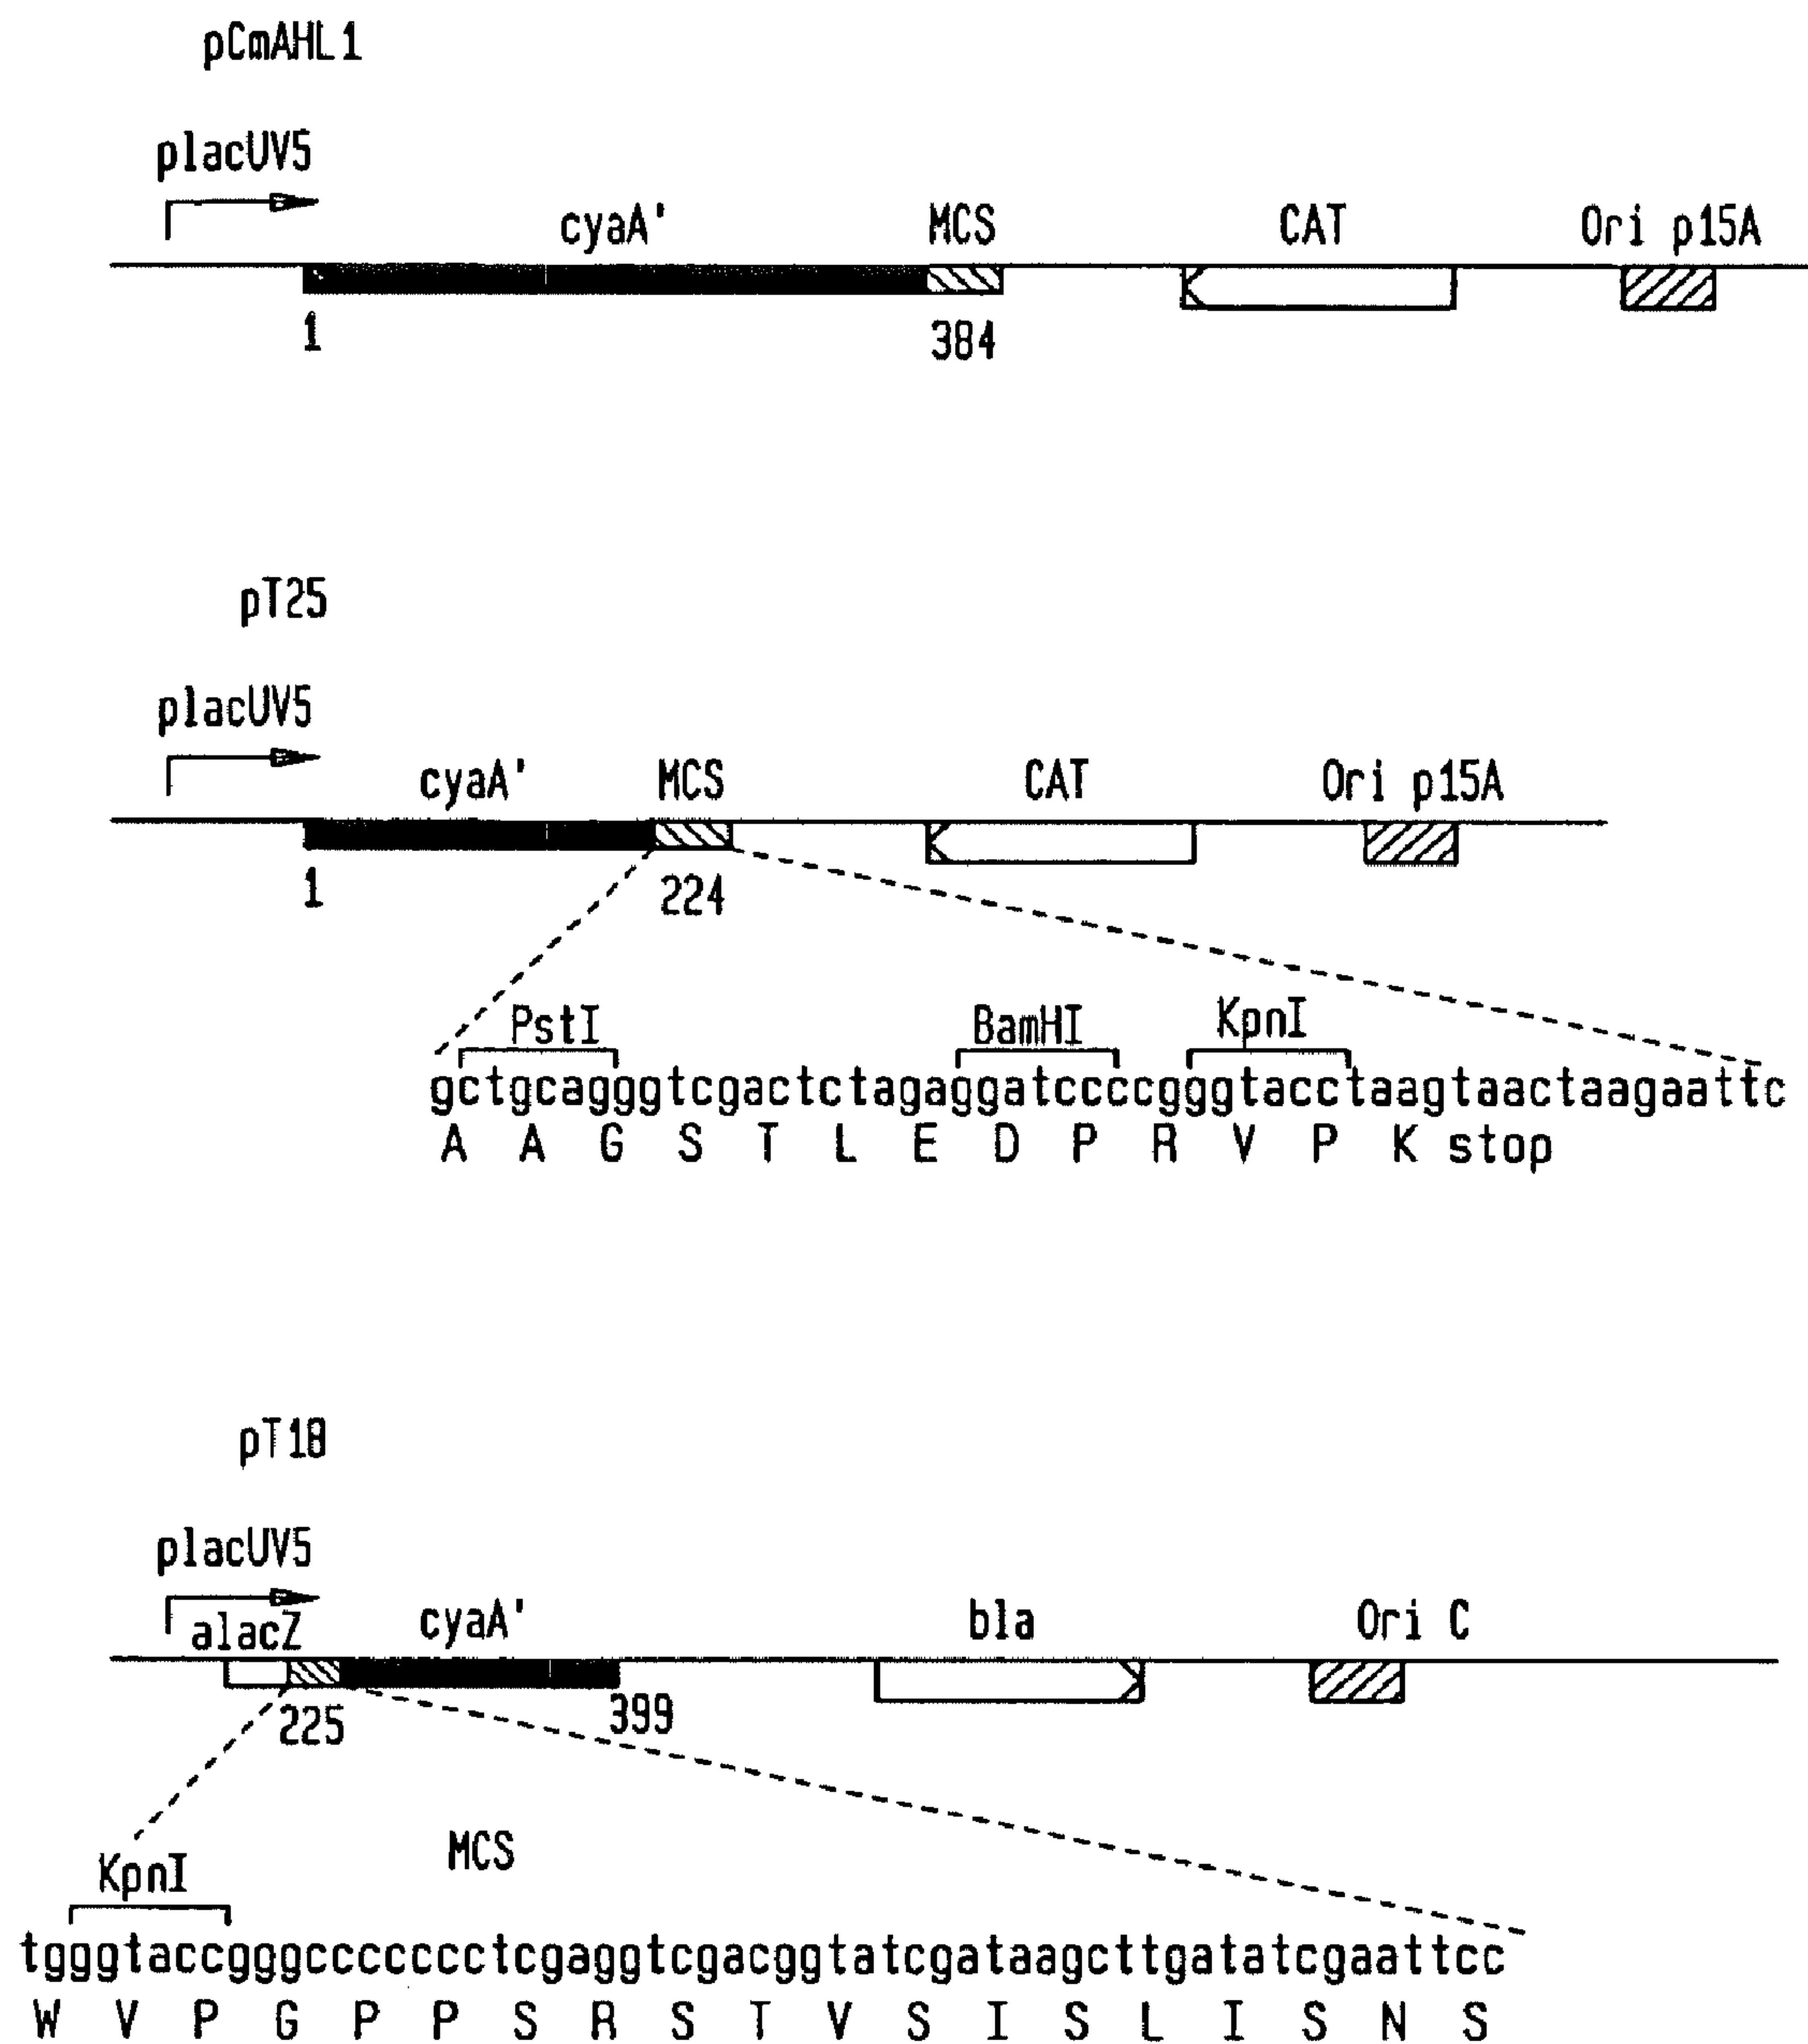 pCmAHL1
placUV5
cyaA' MCS CAT Ori p15A
1 384
pT25
placUV5
cyaA' MCS CAT Ori p15A
1 224
PstI BamHI KpnI
gctgcagggtcgactctagaggatccccgggtacctaagtaactaagaattc
A A G S T L E D P R V P K stop
pT18
placUV5
alacZ cyaA' bla Ori C
225 399
MCS
KpnI
tgggtaccgggccccccctcgaggtcgacggtatcgataagcttgatatcgaattcc
W V P G P P S R S T V S I S L I S N S